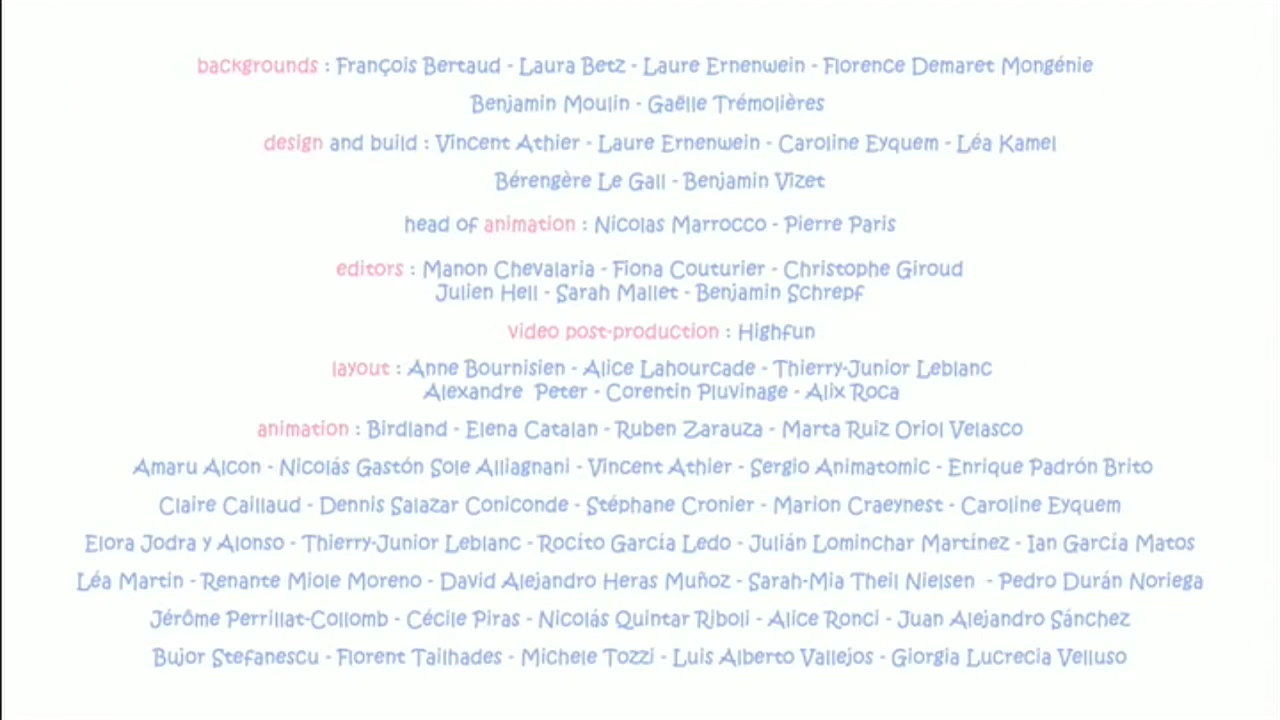 backgrounds : François Bertaud - Laura Betz - Laure Ernenwein - Florence Demaret Mongénie
Benjamin Moulin - Gaëlle Trémolières
design and build : Vincent Athier - Laure Ernenwein - Caroline Eyquem - Léa Kamel
Bérengère Le Gall - Benjamin Vizet
head of animation : Nicolas Marrocco - Pierre Paris
editors : Manon Chevalaria - Fiona Couturier - Christophe Giroud
Julien Hell - Sarah Mallet - Benjamin Schrepf
video post-production : Highfun
layout : Anne Bournisien - Alice Lahourcade - Thierry-Junior Leblanc
Alexandre Peter - Corentin Pluvinage - Alix Roca
animation : Birdland - Elena Catalan - Ruben Zarauza - Marta Ruiz Oriol Velasco
Amaru Alcon - Nicolás Gastón Sole Alliagnani - Vincent Athier - Sergio Animatomic - Enrique Padrón Brito
Claire Caillaud - Dennis Salazar Coniconde - Stéphane Cronier - Marion Craeynest - Caroline Eyquem
Elora Jodra y Alonso - Thierry-Junior Leblanc - Rocíto García Ledo - Julián Lominchar Martínez - Ian García Matos
Léa Martin - Renante Miole Moreno - David Alejandro Heras Muñoz - Sarah-Mia Theil Nielsen - Pedro Durán Noriega
Jérôme Perrillat-Collomb - Cécile Piras - Nicolás Quintar Riboli - Alice Ronci - Juan Alejandro Sánchez
Bujor Stefanescu - Florent Tailhades - Michele Tozzi - Luis Alberto Vallejos - Giorgia Lucrecia Velluso